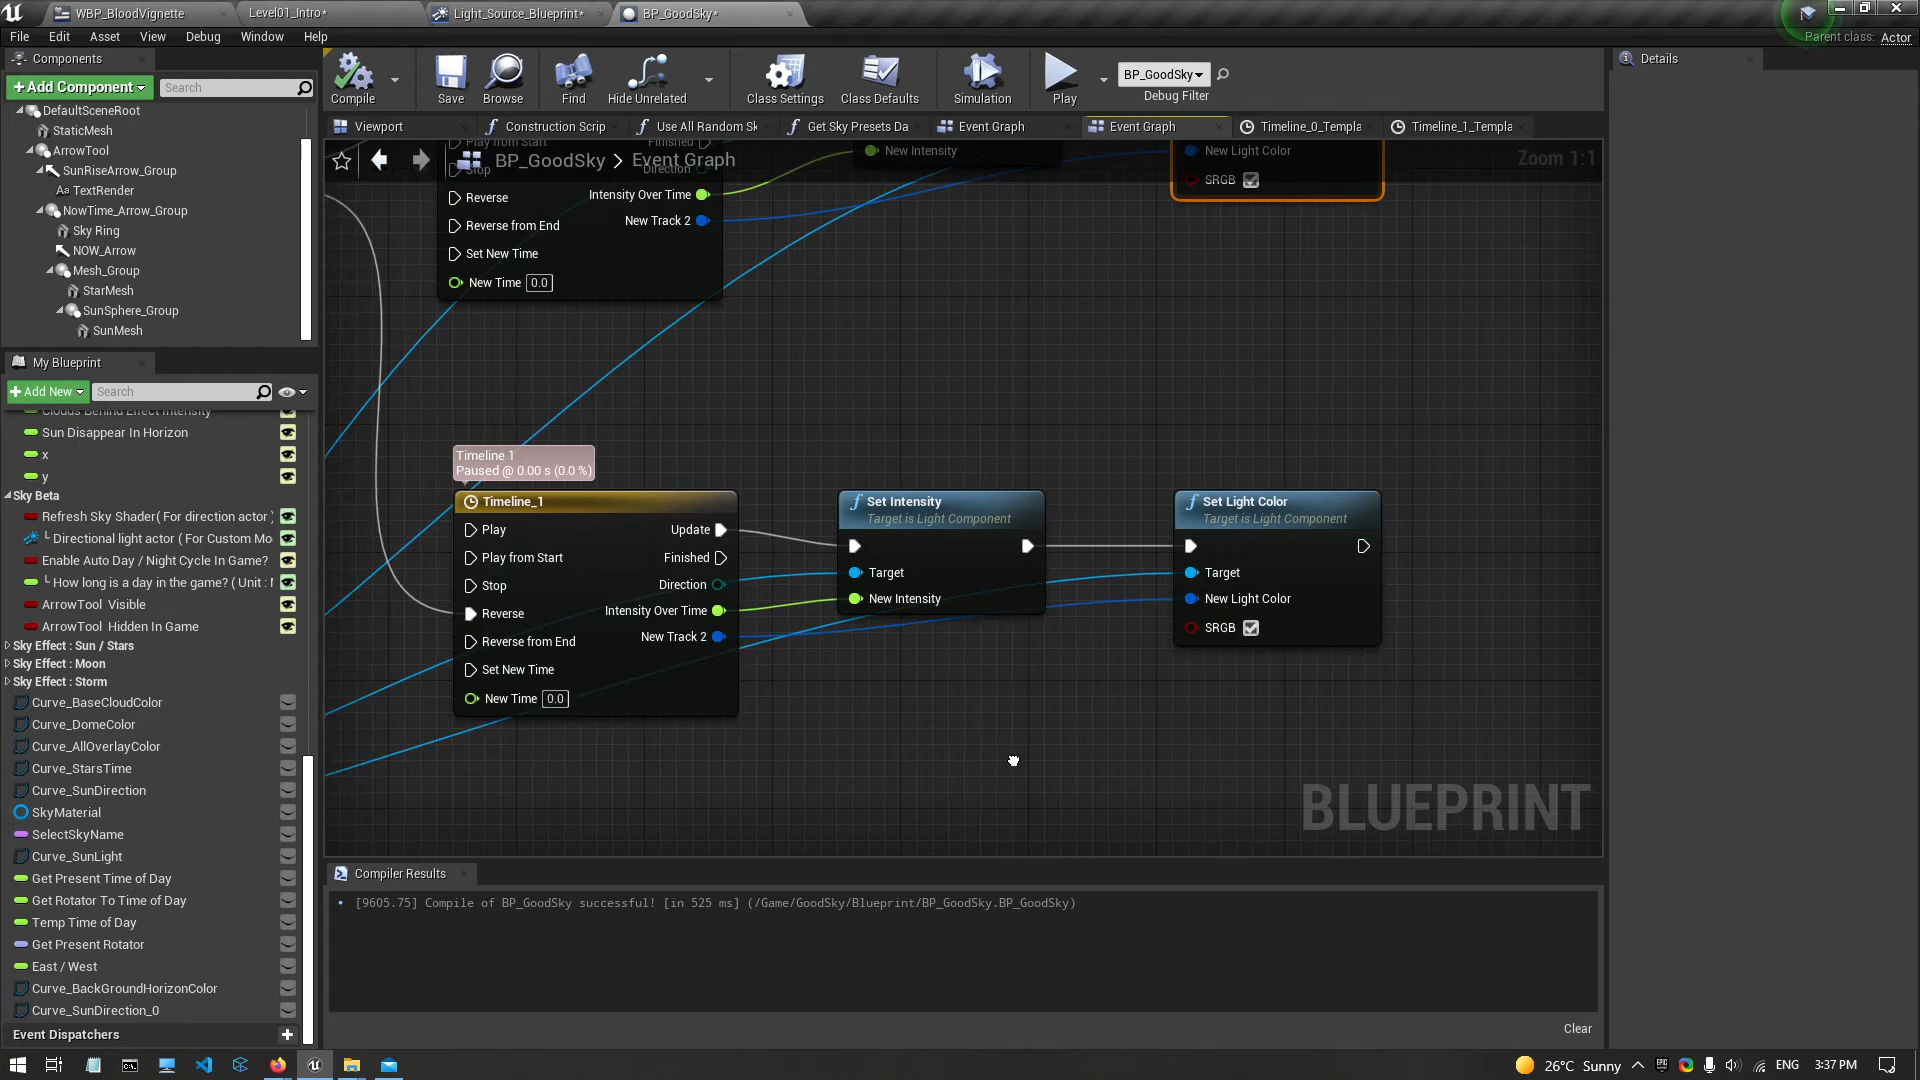 WBP_BloodVignette
Level01_Intro*
Light_Source_Blueprint*
BP_GoodSky*
File
Edit
Asset
View
Debug
Window
Help
Parent class: Actor
Components
+Add Component
Search
DefaultSceneRoot
StaticMesh
ArrowTool
SunRiseArrow_Group
TextRender
NowTime_Arrow_Group
Sky Ring
NOW_Arrow
Mesh_Group
StarMesh
SunSphere_Group
SunMesh
My Blueprint
+Add New
Search
Clouds Behind Effect Intensity
Sun Disappear In Horizon
x
y
Sky Beta
Refresh Sky Shader( For direction actor )
└ Directional light actor ( For Custom Mo
Enable Auto Day / Night Cycle In Game?
└ How long is a day in the game? ( Unit :
ArrowTool Visible
ArrowTool Hidden In Game
Sky Effect : Sun / Stars
Sky Effect : Moon
Sky Effect : Storm
Curve_BaseCloudColor
Curve_DomeColor
Curve_AllOverlayColor
Curve_StarsTime
Curve_SunDirection
SkyMaterial
SelectSkyName
Curve_SunLight
Get Present Time of Day
Get Rotator To Time of Day
Temp Time of Day
Get Present Rotator
East / West
Curve_BackGroundHorizonColor
Curve_SunDirection_0
Event Dispatchers
Compile
Save
Browse
Find
Hide Unrelated
Class Settings
Class Defaults
Simulation
Play
BP_GoodSky
Debug Filter
Details
Viewport
Construction Scrip
Use All Random Sk
Get Sky Presets Da
Event Graph
Event Graph
Timeline_0_Templa
Timeline_1_Templa
BP_GoodSky > Event Graph
Zoom 1:1
Play from Start
Finished
Stop
Direction
Reverse
Intensity Over Time
Reverse from End
New Track 2
Set New Time
New Time 0.0
New Intensity
New Light Color
SRGB
Timeline 1
Paused @ 0.00 s (0.0 %)
Timeline_1
Play
Update
Play from Start
Finished
Stop
Direction
Reverse
Intensity Over Time
Reverse from End
New Track 2
Set New Time
New Time 0.0
Set Intensity
Target is Light Component
Target
New Intensity
Set Light Color
Target is Light Component
Target
New Light Color
SRGB
BLUEPRINT
Compiler Results
[9605.75] Compile of BP_GoodSky successful! [in 525 ms] (/Game/GoodSky/Blueprint/BP_GoodSky.BP_GoodSky)
Clear
26°C Sunny
ENG
3:37 PM